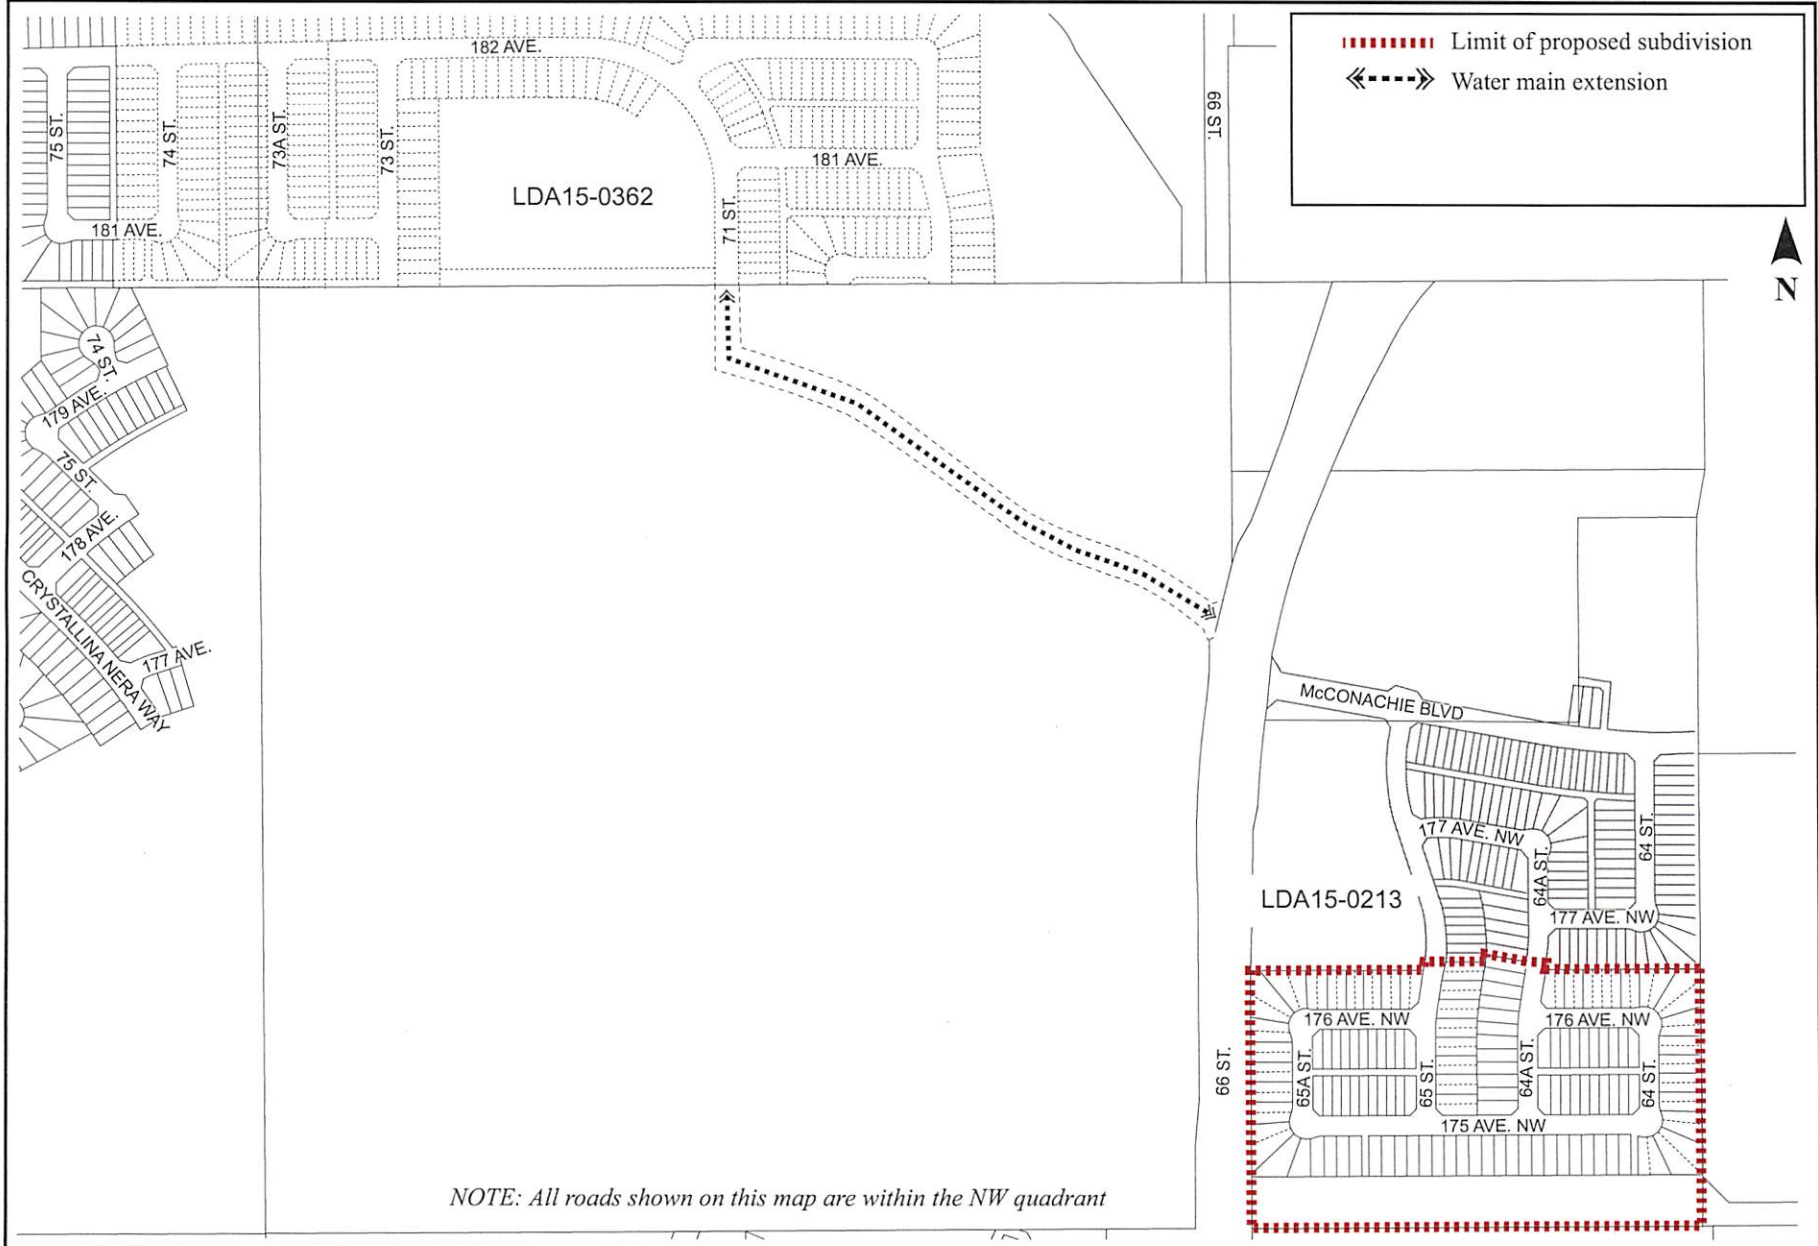 Limit of proposed subdivision
Water main extension
N
182 AVE.
75 ST.
74 ST.
73A ST.
73 ST.
66 ST.
181 AVE.
LDA15-0362
71 ST.
181 AVE.
74 ST.
179 AVE.
75 ST.
178 AVE.
CRYSTALLINA NERA WAY
177 AVE.
McCONACHIE BLVD
177 AVE. NW
64A ST.
64 ST.
LDA15-0213
177 AVE. NW
176 AVE. NW
176 AVE. NW
66 ST.
65A ST.
65 ST.
64A ST.
64 ST.
175 AVE. NW
NOTE: All roads shown on this map are within the NW quadrant